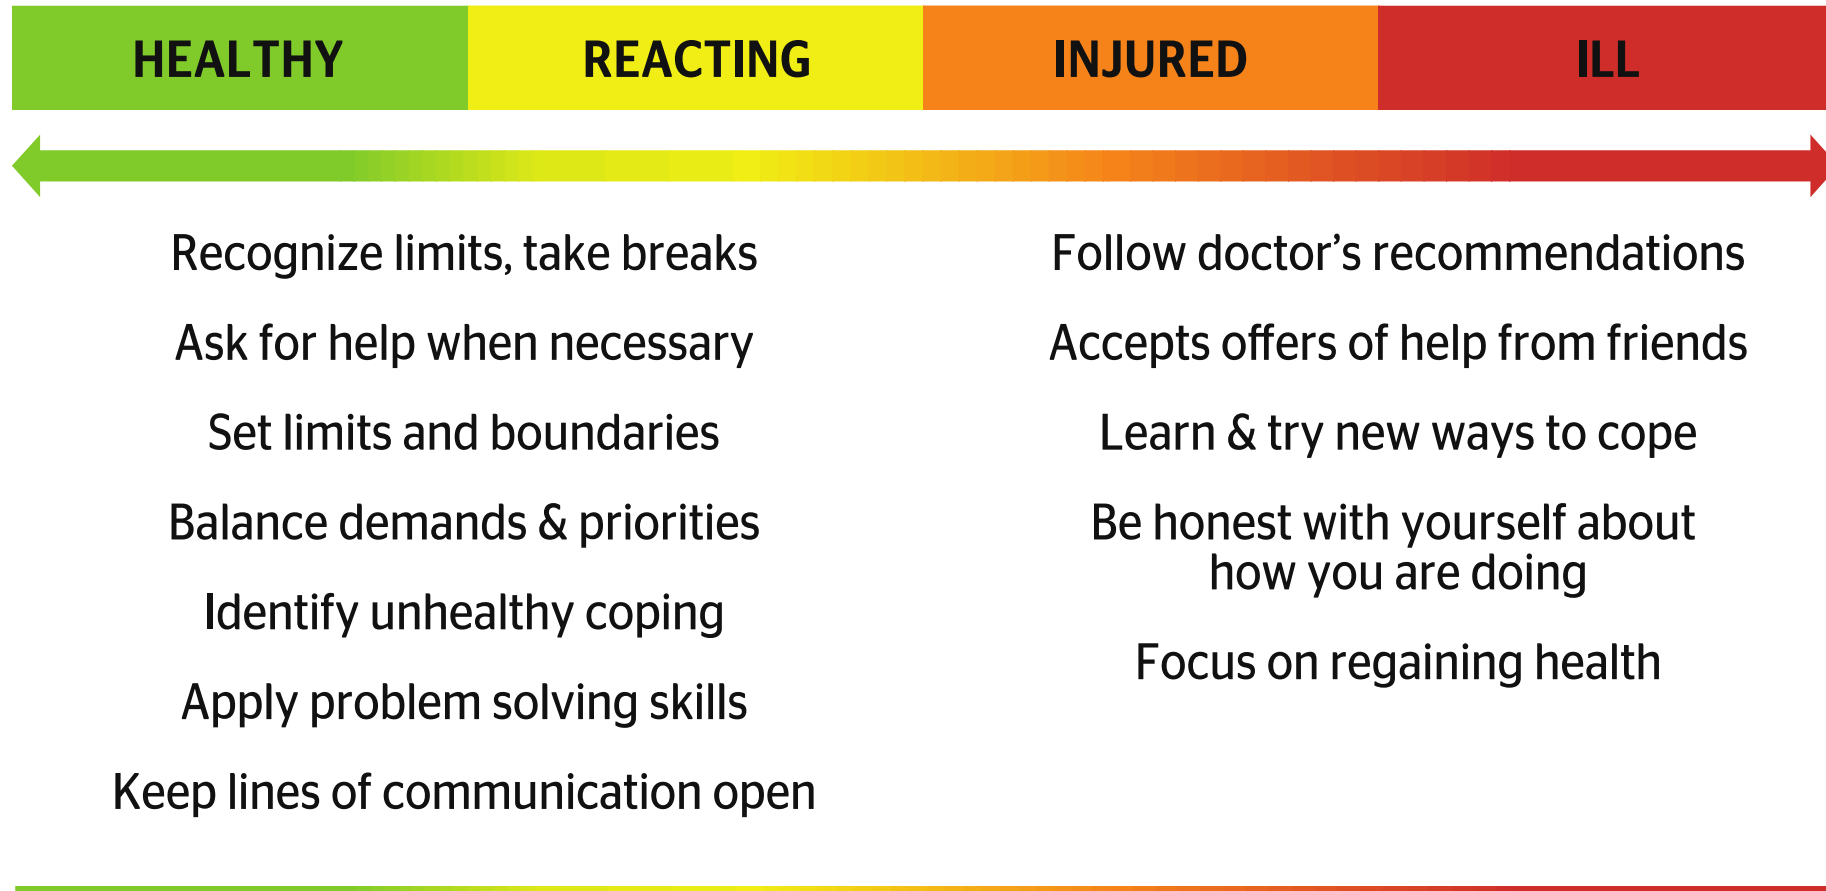 HEALTHY
REACTING
INJURED
ILL
Recognize limits, take breaks
Ask for help when necessary
Set limits and boundaries
Balance demands & priorities
Identify unhealthy coping
Apply problem solving skills
Keep lines of communication open
Follow doctor’s recommendations
Accepts offers of help from friends
Learn & try new ways to cope
Be honest with yourself about
how you are doing
Focus on regaining health